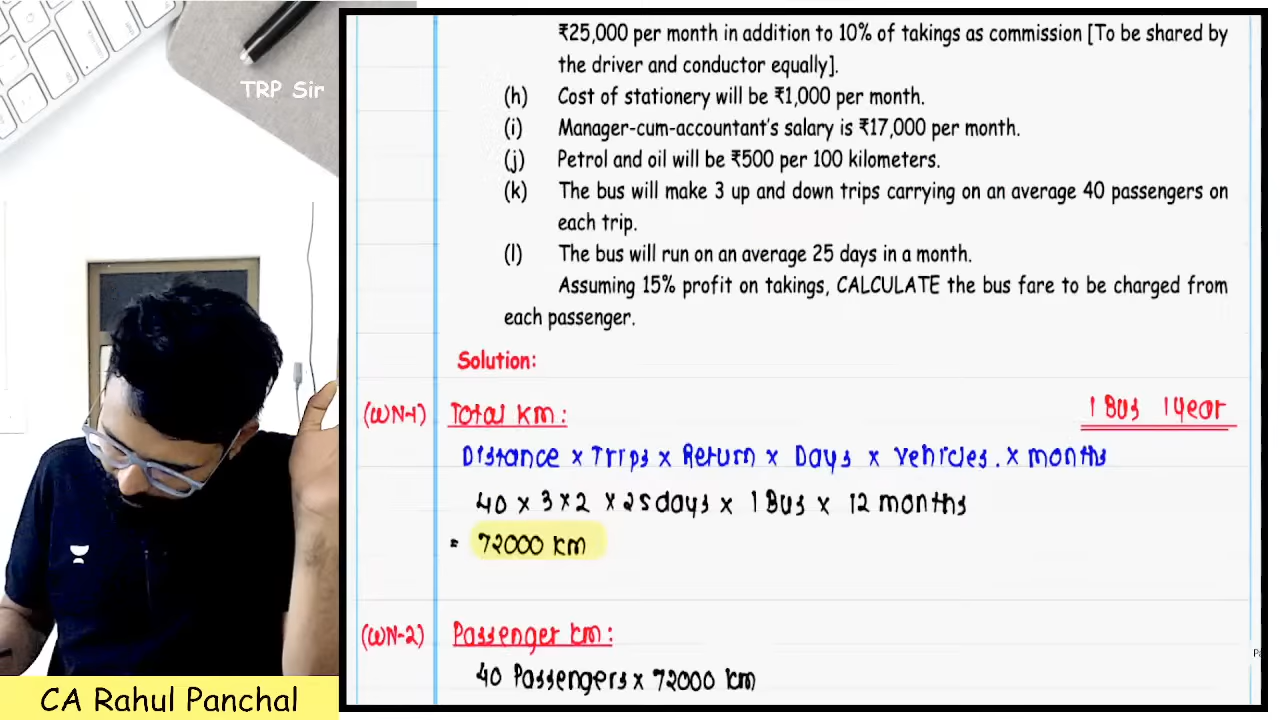 TRP Sir
₹25,000 per month in addition to 10% of takings as commission [To be shared by
the driver and conductor equally].
(h) Cost of stationery will be ₹1,000 per month.
(i) Manager-cum-accountant's salary is ₹17,000 per month.
(j) Petrol and oil will be ₹500 per 100 kilometers.
(k) The bus will make 3 up and down trips carrying on an average 40 passengers on
each trip.
(l) The bus will run on an average 25 days in a month.
Assuming 15% profit on takings, CALCULATE the bus fare to be charged from
each passenger.
Solution:
(WN-1) Total KM: 1 Bus 1 Year
Distance × Trips × Return × Days × Vehicles. × months
40 × 3 × 2 × 25 days × 1 Bus × 12 months
= 72000 km
(WN-2) Passenger km:
40 Passengers × 72000 km
CA Rahul Panchal